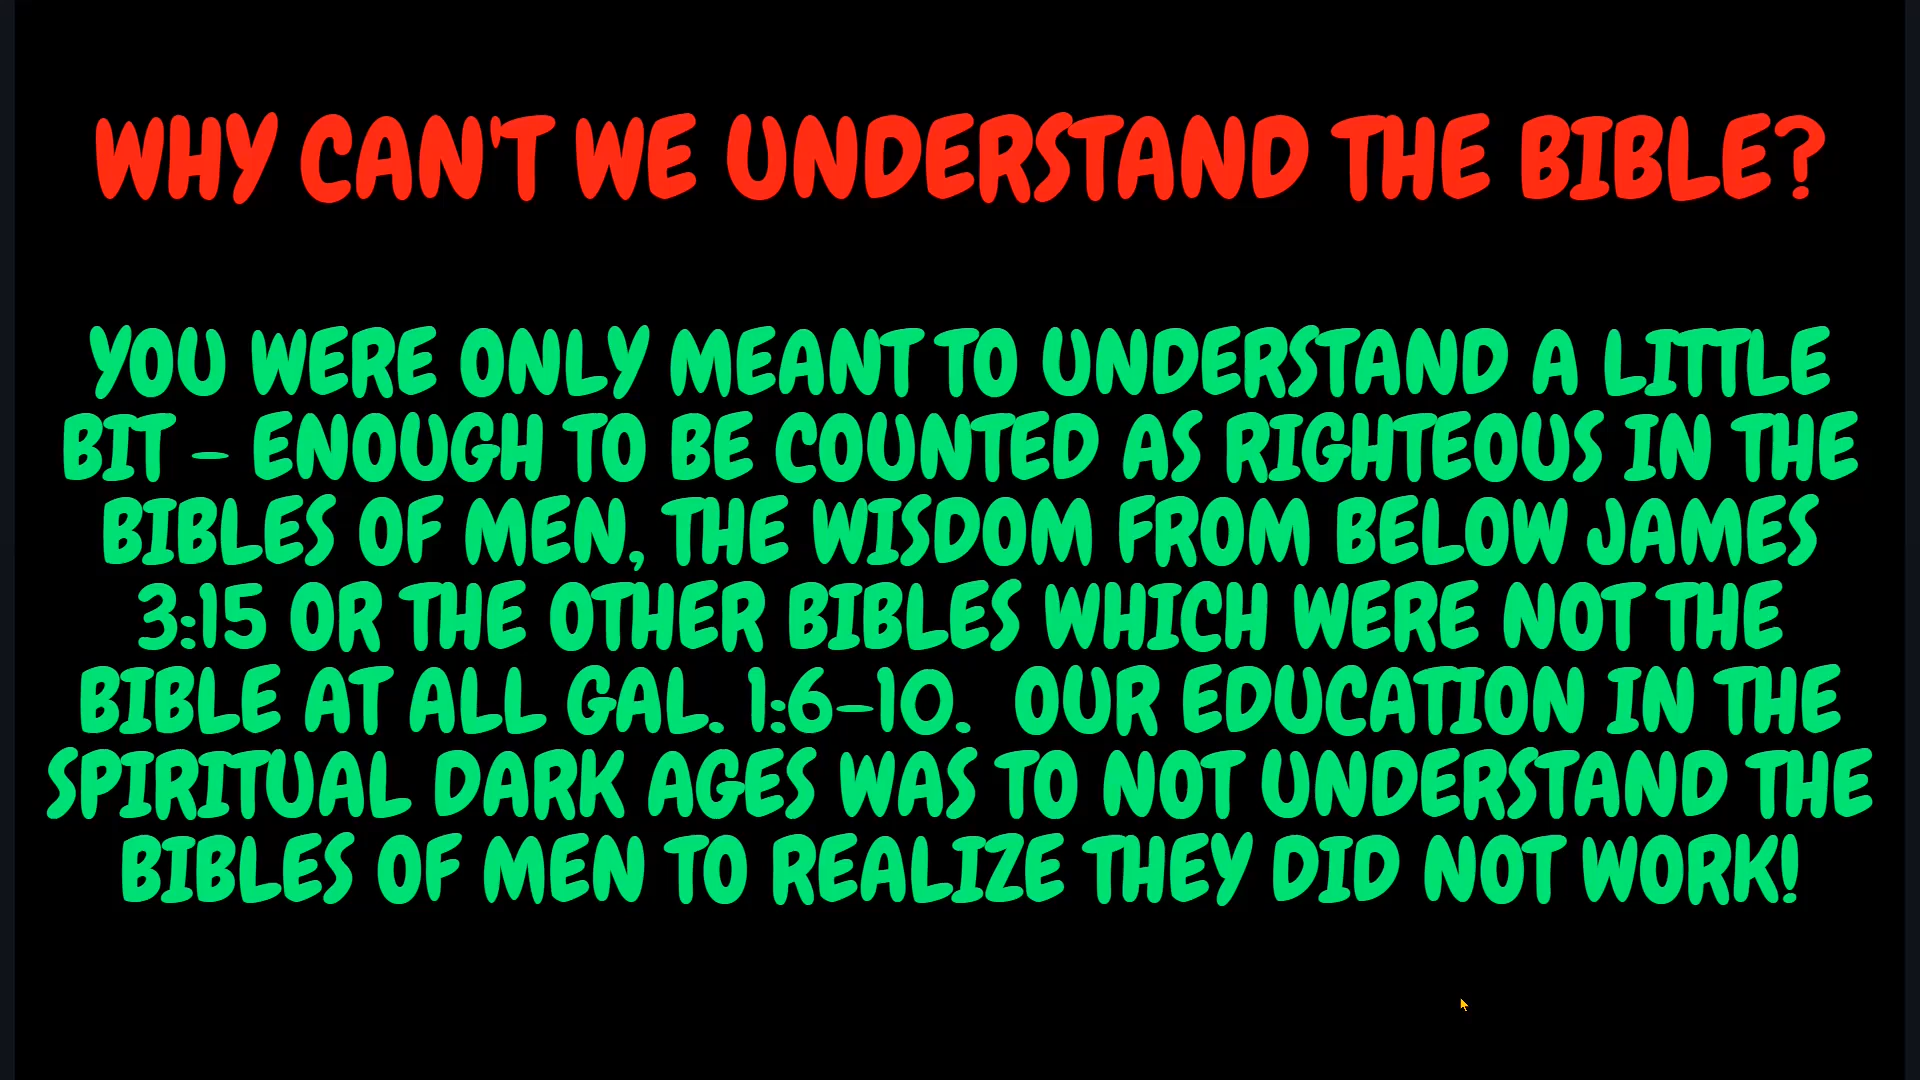 WHY CAN'T WE UNDERSTAND THE BIBLE?
YOU WERE ONLY MEANT TO UNDERSTAND A LITTLE
BIT - ENOUGH TO BE COUNTED AS RIGHTEOUS IN THE
BIBLES OF MEN, THE WISDOM FROM BELOW JAMES
3:15 OR THE OTHER BIBLES WHICH WERE NOT THE
BIBLE AT ALL GAL. 1:6-10.  OUR EDUCATION IN THE
SPIRITUAL DARK AGES WAS TO NOT UNDERSTAND THE
BIBLES OF MEN TO REALIZE THEY DID NOT WORK!